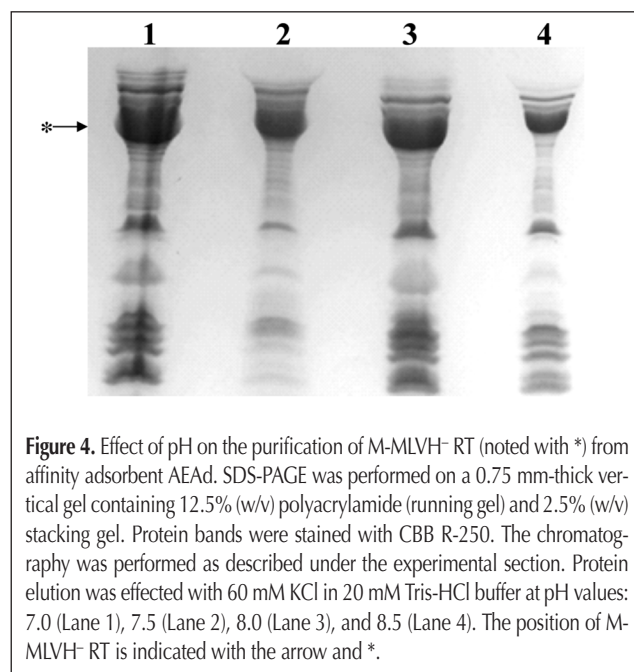 1 2 3 4
*
Figure 4. Effect of pH on the purification of M-MLVH– RT (noted with *) from
affinity adsorbent AEAd. SDS-PAGE was performed on a 0.75 mm-thick ver-
tical gel containing 12.5% (w/v) polyacrylamide (running gel) and 2.5% (w/v)
stacking gel. Protein bands were stained with CBB R-250. The chromatog-
raphy was performed as described under the experimental section. Protein
elution was effected with 60 mM KCl in 20 mM Tris-HCl buffer at pH values:
7.0 (Lane 1), 7.5 (Lane 2), 8.0 (Lane 3), and 8.5 (Lane 4). The position of M-
MLVH– RT is indicated with the arrow and *.